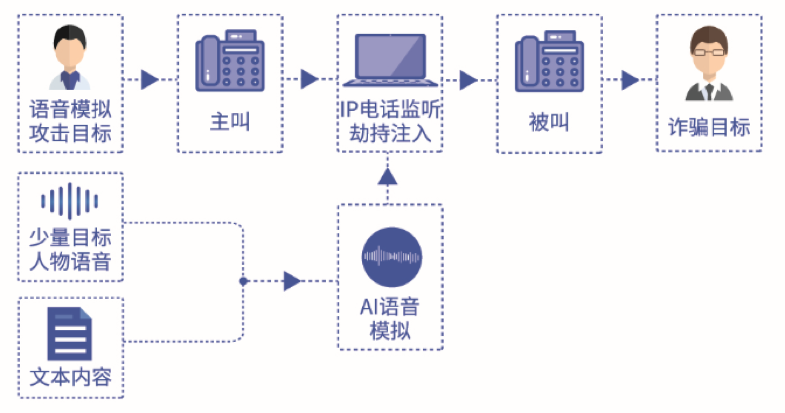 语音模拟
攻击目标
主叫
IP电话监听
劫持注入
被叫
诈骗目标
少量目标
人物语音
AI语音
模拟
文本内容